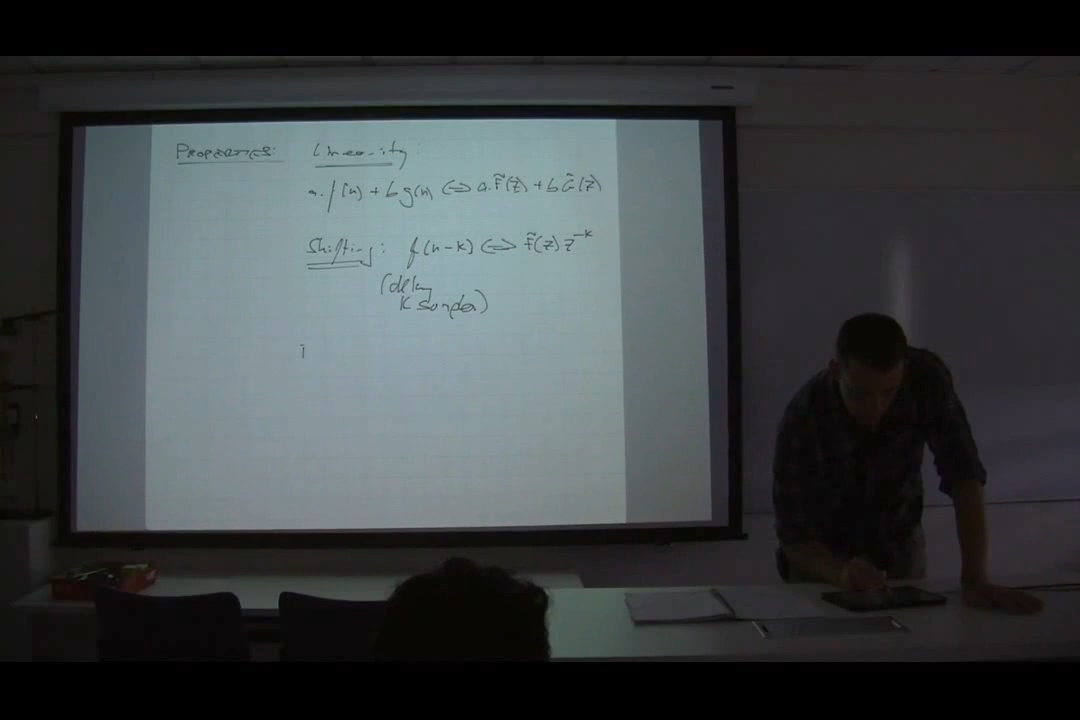 PROPERTIES: Linearity:
a.f(n) + b g(n) ⇔ a.F̃(z) + b G̃(z)
Shifting: f(n-k) ⇔ F̃(z) z^-k
(delay
k samples)